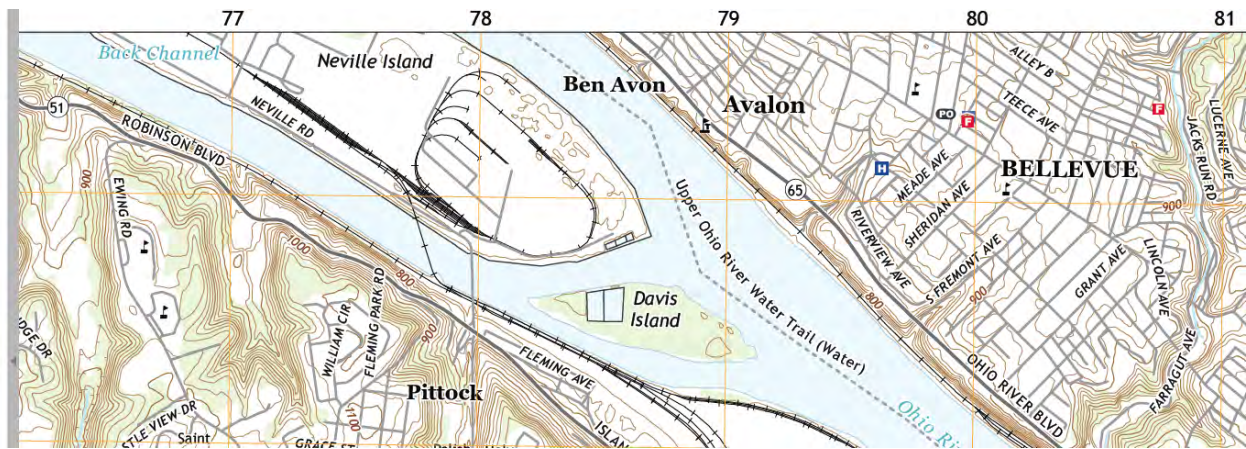 77
78
79
80
81
Back Channel
Neville Island
Ben Avon
Avalon
ALLEY B
TEECE AVE
PO
F
F
LUCERNE AVE
JACKS RUN RD
51
ROBINSON BLVD
NEVILLE RD
H
MEADE AVE
BELLEVUE
SHERIDAN AVE
65
RIVERVIEW AVE
900
900
EWING RD
1000
800
Upper Ohio River Water Trail (Water)
S FREMONT AVE
900
GRANT AVE
LINCOLN AVE
800
Davis
Island
WILLIAM CIR
FLEMING PARK RD
900
FLEMING AVE
Pittock
1100
OHIO RIVER BLVD
FARRAGUT AVE
DGE DR
STLE VIEW DR
Saint
GRACE ST
ISLAN
Ohio Ri